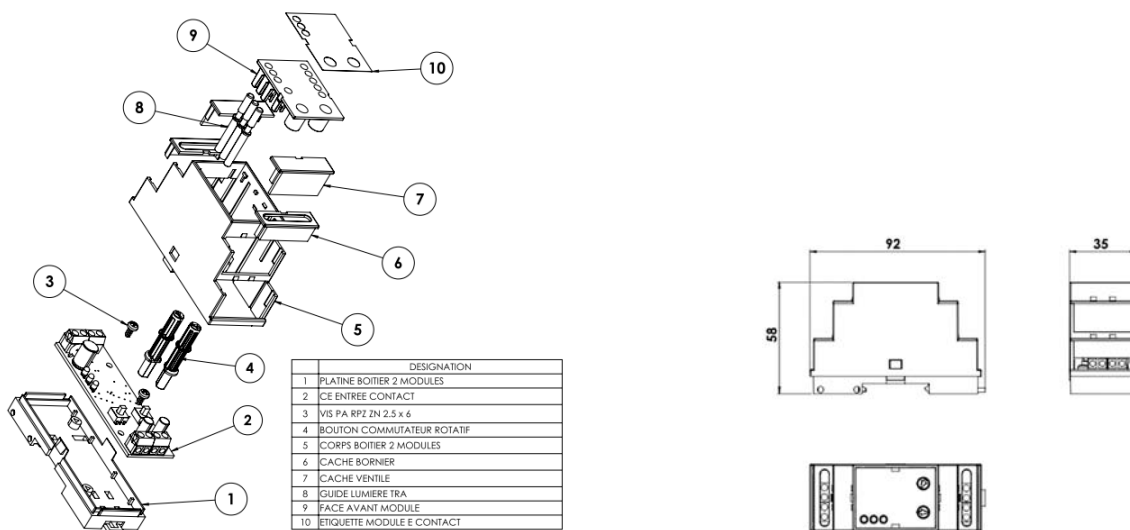 9
10
8
7
6
3
5
4
2
1
DESIGNATION
1 PLATINE BOITIER 2 MODULES
2 CE ENTREE CONTACT
3 VIS PA RPZ ZN 2.5 x 6
4 BOUTON COMMUTATEUR ROTATIF
5 CORPS BOITIER 2 MODULES
6 CACHE BORNIER
7 CACHE VENTILE
8 GUIDE LUMIERE TRA
9 FACE AVANT MODULE
10 ETIQUETTE MODULE E CONTACT
92
35
58